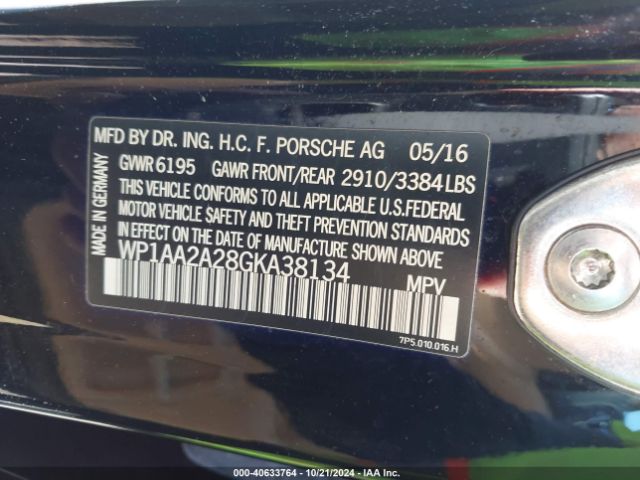 MFD BY DR. ING. H.C. F. PORSCHE AG 05/16
GVWR 6195 GAWR FRONT/REAR 2910/3384 LBS
THIS VEHICLE CONFORMS TO ALL APPLICABLE U.S.FEDERAL
MOTOR VEHICLE SAFETY AND THEFT PREVENTION STANDARDS
IN EFFECT ON THE DATE OF MANUFACTURE SHOWN ABOVE
WP1AA2A28GKA38134 MPV
MADE IN GERMANY
7P5.010.016.H
000-40633764 - 10/21/2024 - IAA Inc.